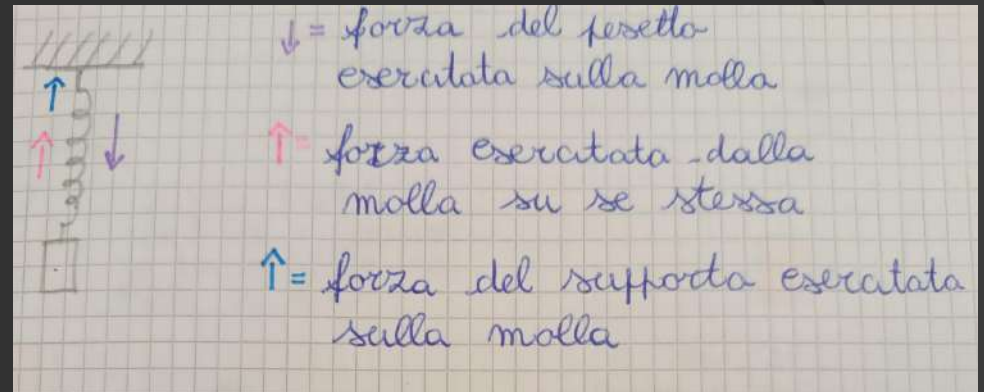 ↓ = forza del pesetto
esercitata sulla molla
↑ = forza esercitata dalla
molla su se stessa
↑ = forza del supporto esercitata
sulla molla